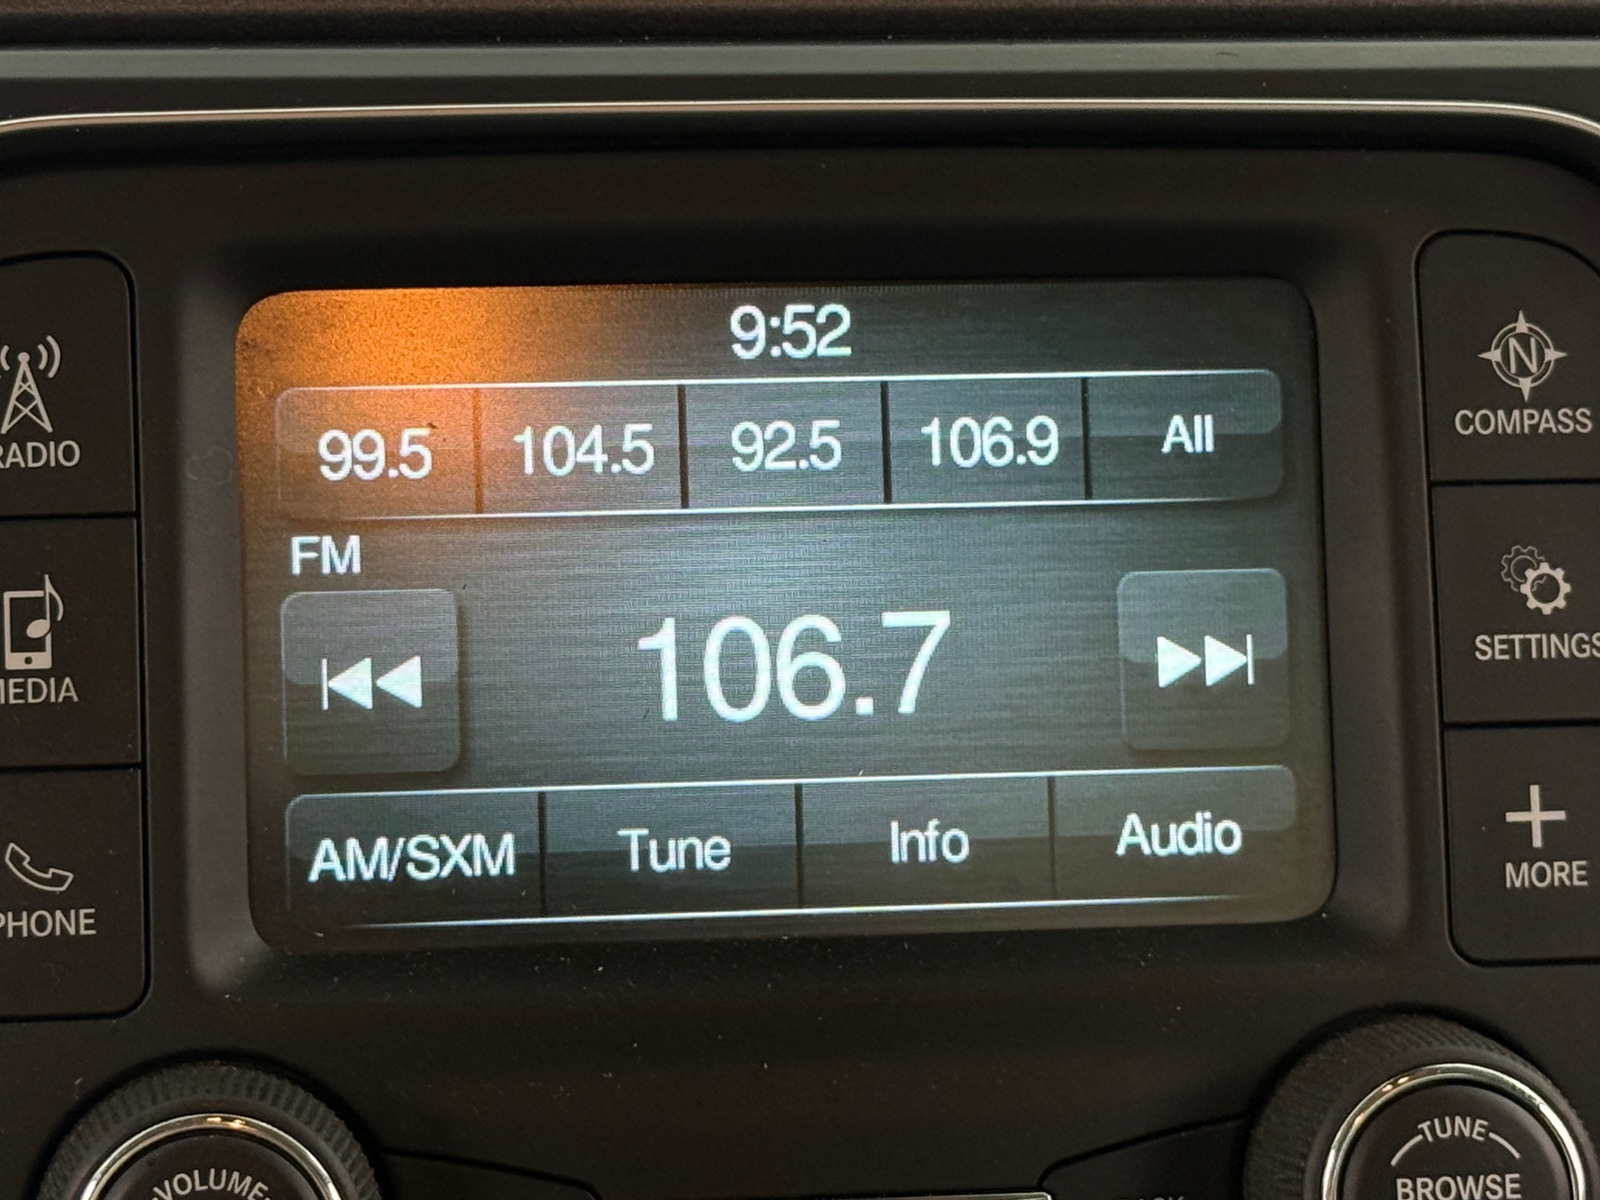 9:52
99.5 104.5 92.5 106.9 All
FM
106.7
AM/SXM Tune Info Audio
RADIO
MEDIA
PHONE
N
COMPASS
SETTINGS
MORE
VOLUME
TUNE
BROWSE